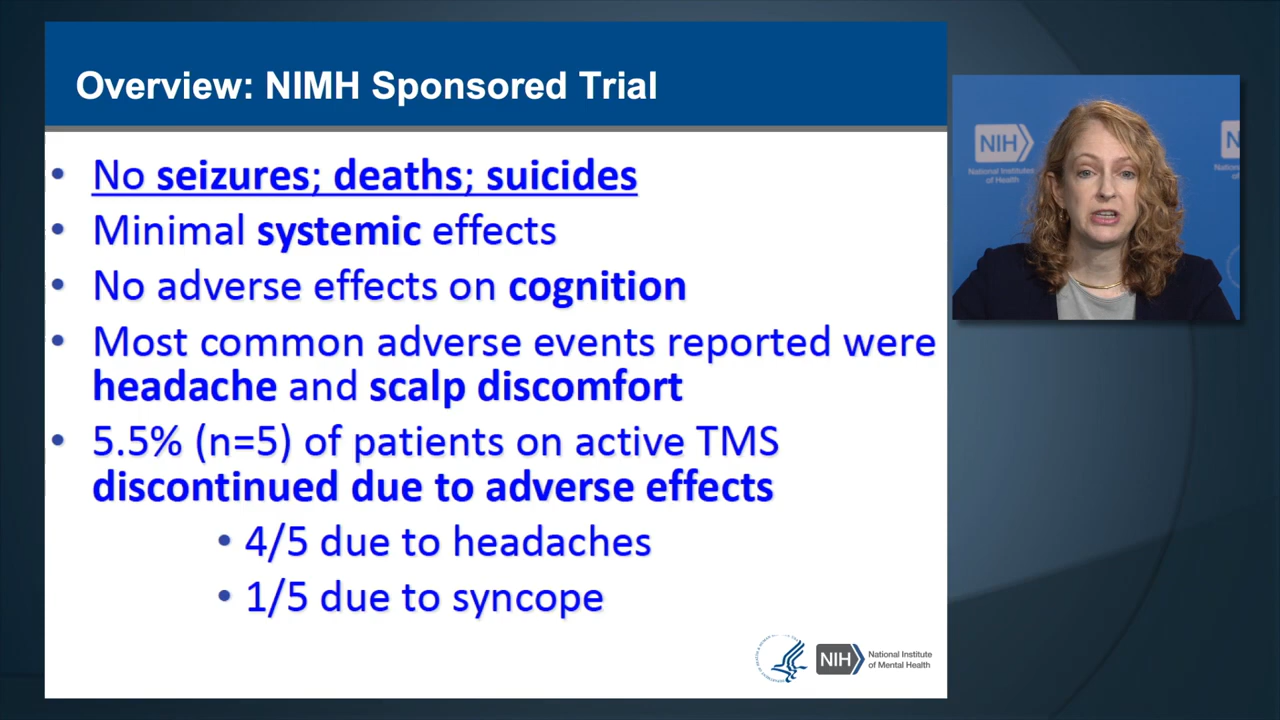 Overview: NIMH Sponsored Trial
• No seizures; deaths; suicides
• Minimal systemic effects
• No adverse effects on cognition
• Most common adverse events reported were
headache and scalp discomfort
• 5.5% (n=5) of patients on active TMS
discontinued due to adverse effects
• 4/5 due to headaches
• 1/5 due to syncope
NIH
National Institute
of Mental Health
NIH
National Institutes
of Health